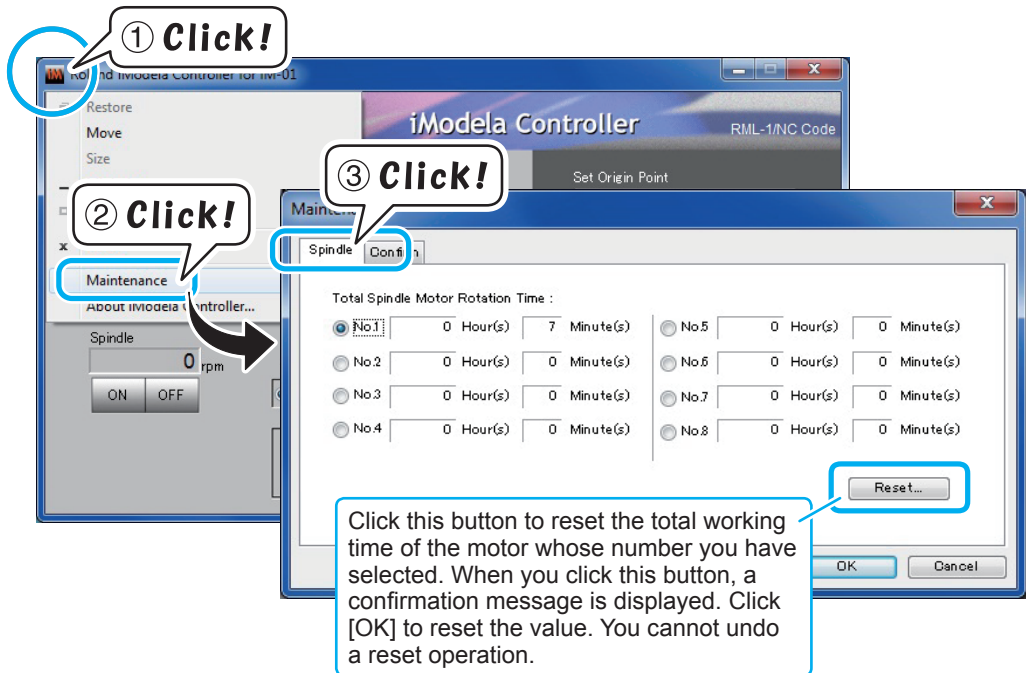 ① Click!
Roland iModela Controller for iM-01
Restore
Move
Size
iModela Controller
RML-1/NC Code
Set Origin Point
② Click!
x
Maintenance
About iModela Controller...
Spindle
0 rpm
ON OFF
③ Click!
Spindle
Total Spindle Motor Rotation Time :
No.1 0 Hour(s) 7 Minute(s) No.5 0 Hour(s) 0 Minute(s)
No.2 0 Hour(s) 0 Minute(s) No.6 0 Hour(s) 0 Minute(s)
No.3 0 Hour(s) 0 Minute(s) No.7 0 Hour(s) 0 Minute(s)
No.4 0 Hour(s) 0 Minute(s) No.8 0 Hour(s) 0 Minute(s)
Reset...
Click this button to reset the total working
time of the motor whose number you have
selected. When you click this button, a
confirmation message is displayed. Click
[OK] to reset the value. You cannot undo
a reset operation.
OK Cancel